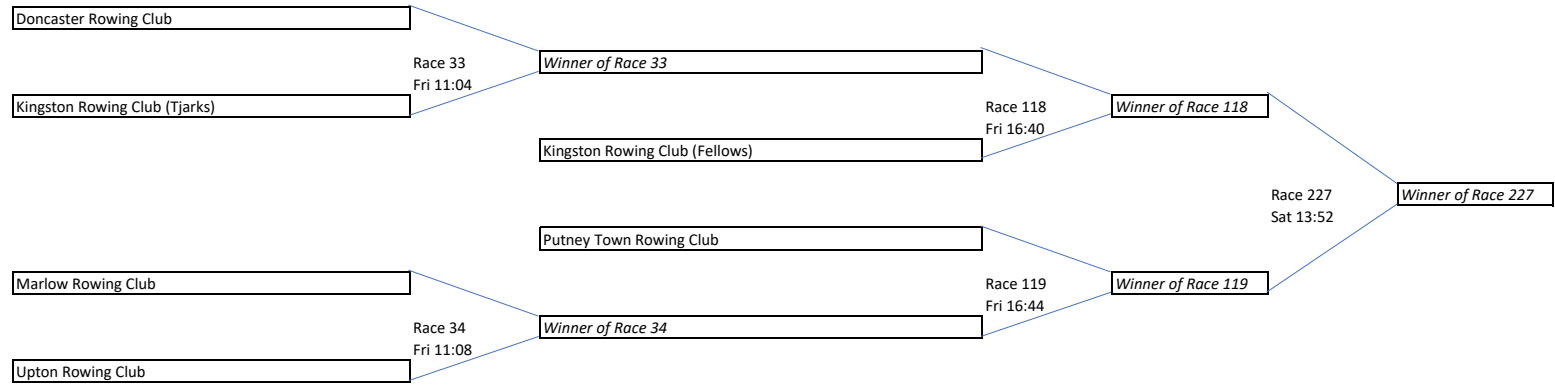 Doncaster Rowing Club
Race 33
Fri 11:04
Winner of Race 33
Kingston Rowing Club (Tjarks)
Race 118
Fri 16:40
Winner of Race 118
Kingston Rowing Club (Fellows)
Race 227
Sat 13:52
Winner of Race 227
Putney Town Rowing Club
Marlow Rowing Club
Race 119
Fri 16:44
Winner of Race 119
Race 34
Fri 11:08
Winner of Race 34
Upton Rowing Club